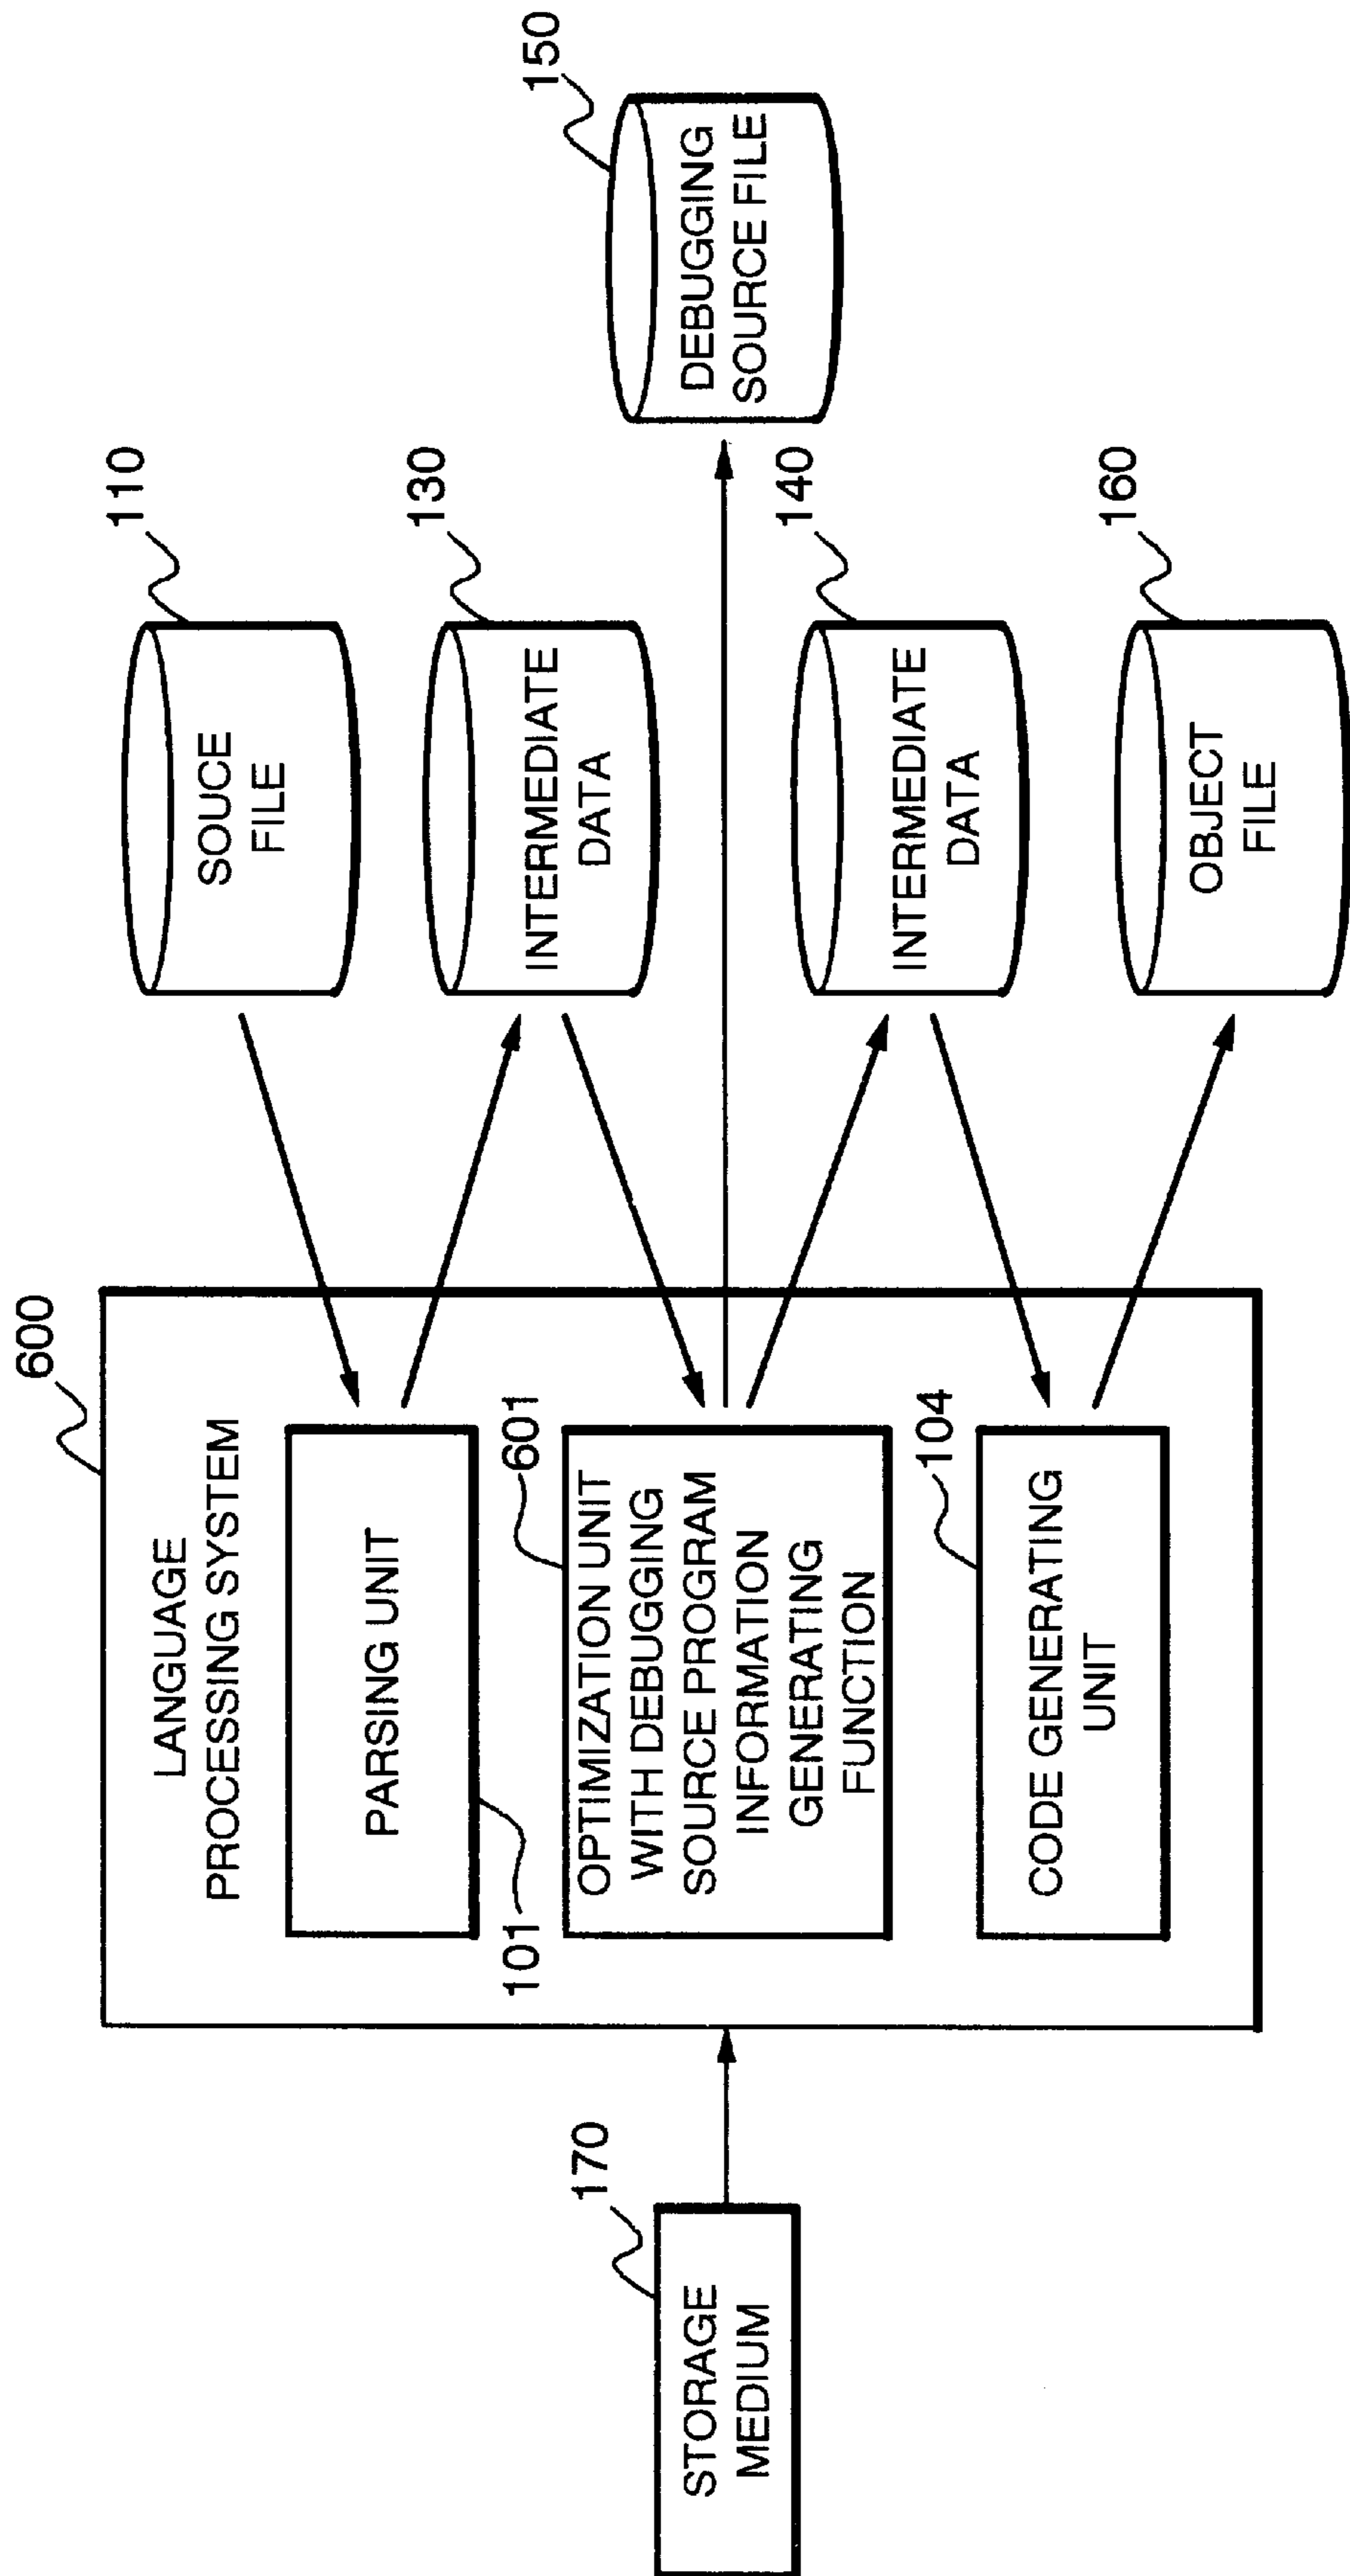 600
LANGUAGE
PROCESSING SYSTEM
PARSING UNIT
101
OPTIMIZATION UNIT
WITH DEBUGGING
SOURCE PROGRAM
INFORMATION
GENERATING
FUNCTION
601
CODE GENERATING
UNIT
104
STORAGE
MEDIUM
170
SOUCE
FILE
110
INTERMEDIATE
DATA
130
INTERMEDIATE
DATA
140
OBJECT
FILE
160
DEBUGGING
SOURCE FILE
150